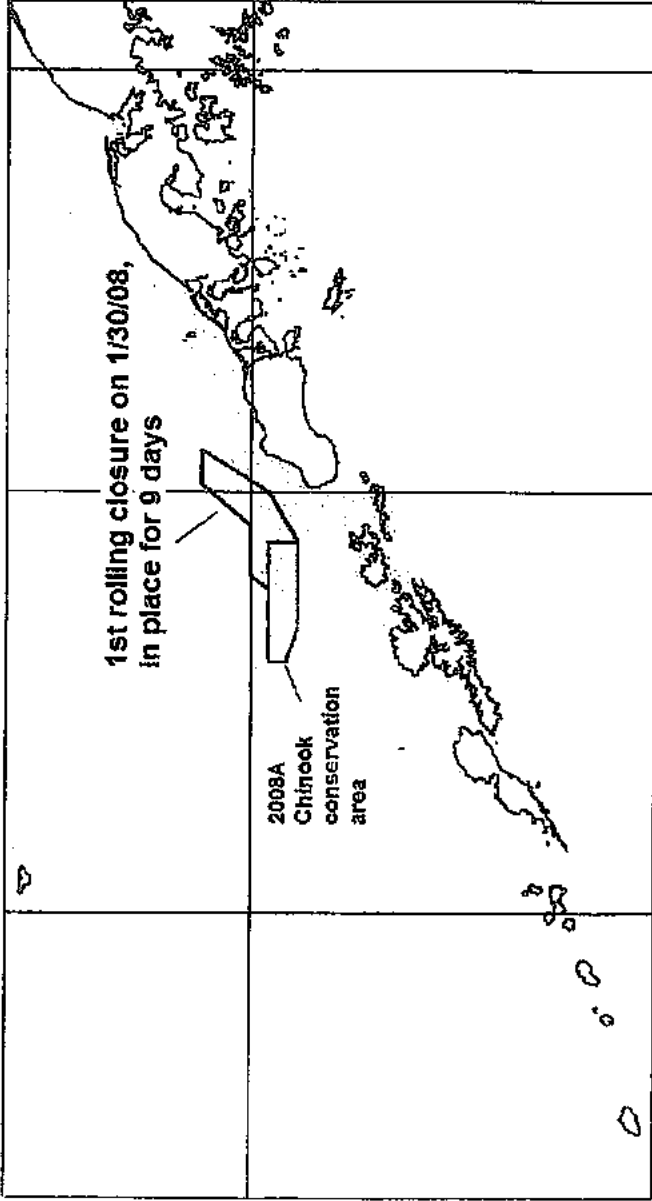 1st rolling closure on 1/30/08,
in place for 9 days
2008A
Chinook
conservation
area